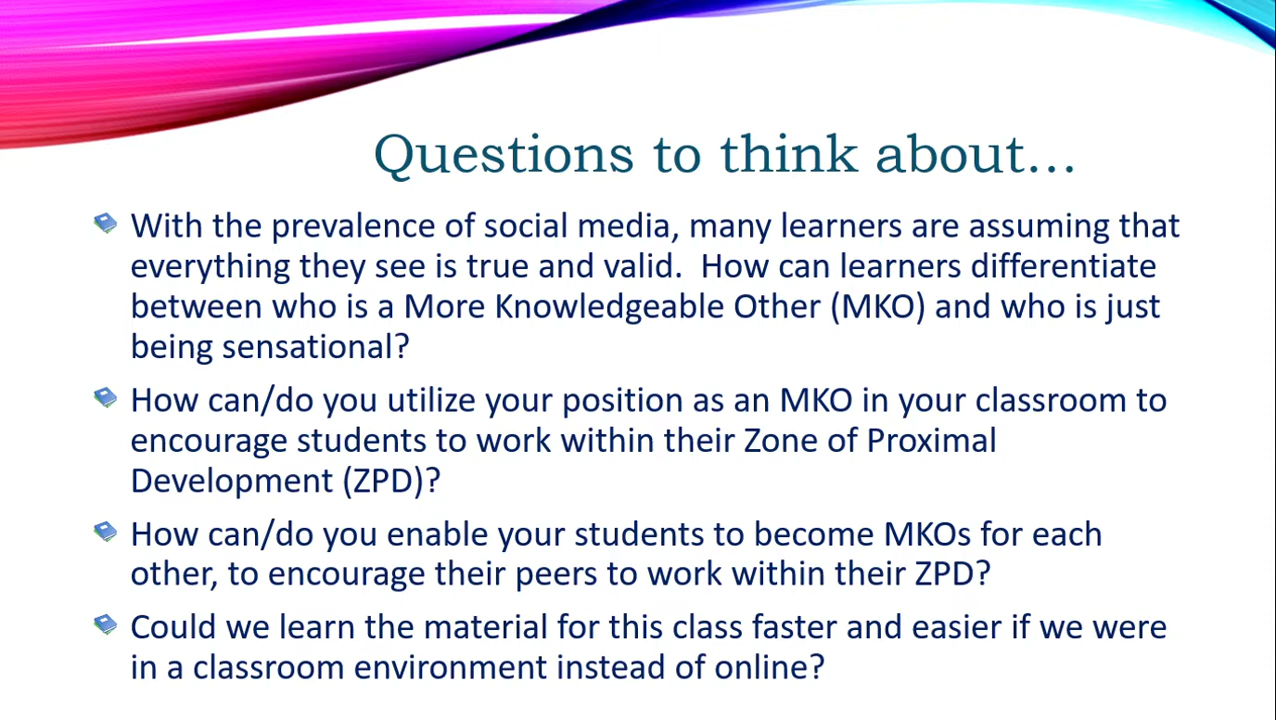 Questions to think about...
With the prevalence of social media, many learners are assuming that
everything they see is true and valid.  How can learners differentiate
between who is a More Knowledgeable Other (MKO) and who is just
being sensational?
How can/do you utilize your position as an MKO in your classroom to
encourage students to work within their Zone of Proximal
Development (ZPD)?
How can/do you enable your students to become MKOs for each
other, to encourage their peers to work within their ZPD?
Could we learn the material for this class faster and easier if we were
in a classroom environment instead of online?